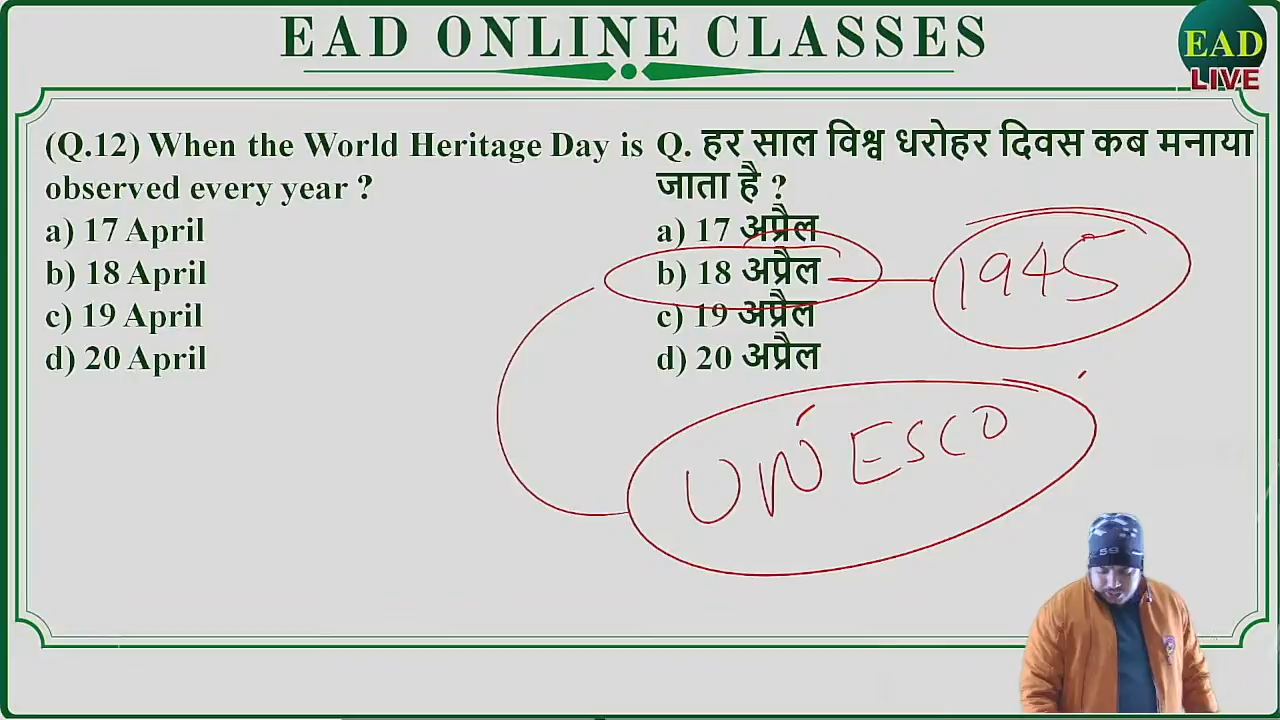 EAD ONLINE CLASSES
EAD
LIVE
(Q.12) When the World Heritage Day is
observed every year ?
a) 17 April
b) 18 April
c) 19 April
d) 20 April
Q. हर साल विश्व धरोहर दिवस कब मनाया
जाता है ?
a) 17 अप्रैल
b) 18 अप्रैल
c) 19 अप्रैल
d) 20 अप्रैल
1945
UNESCO
59